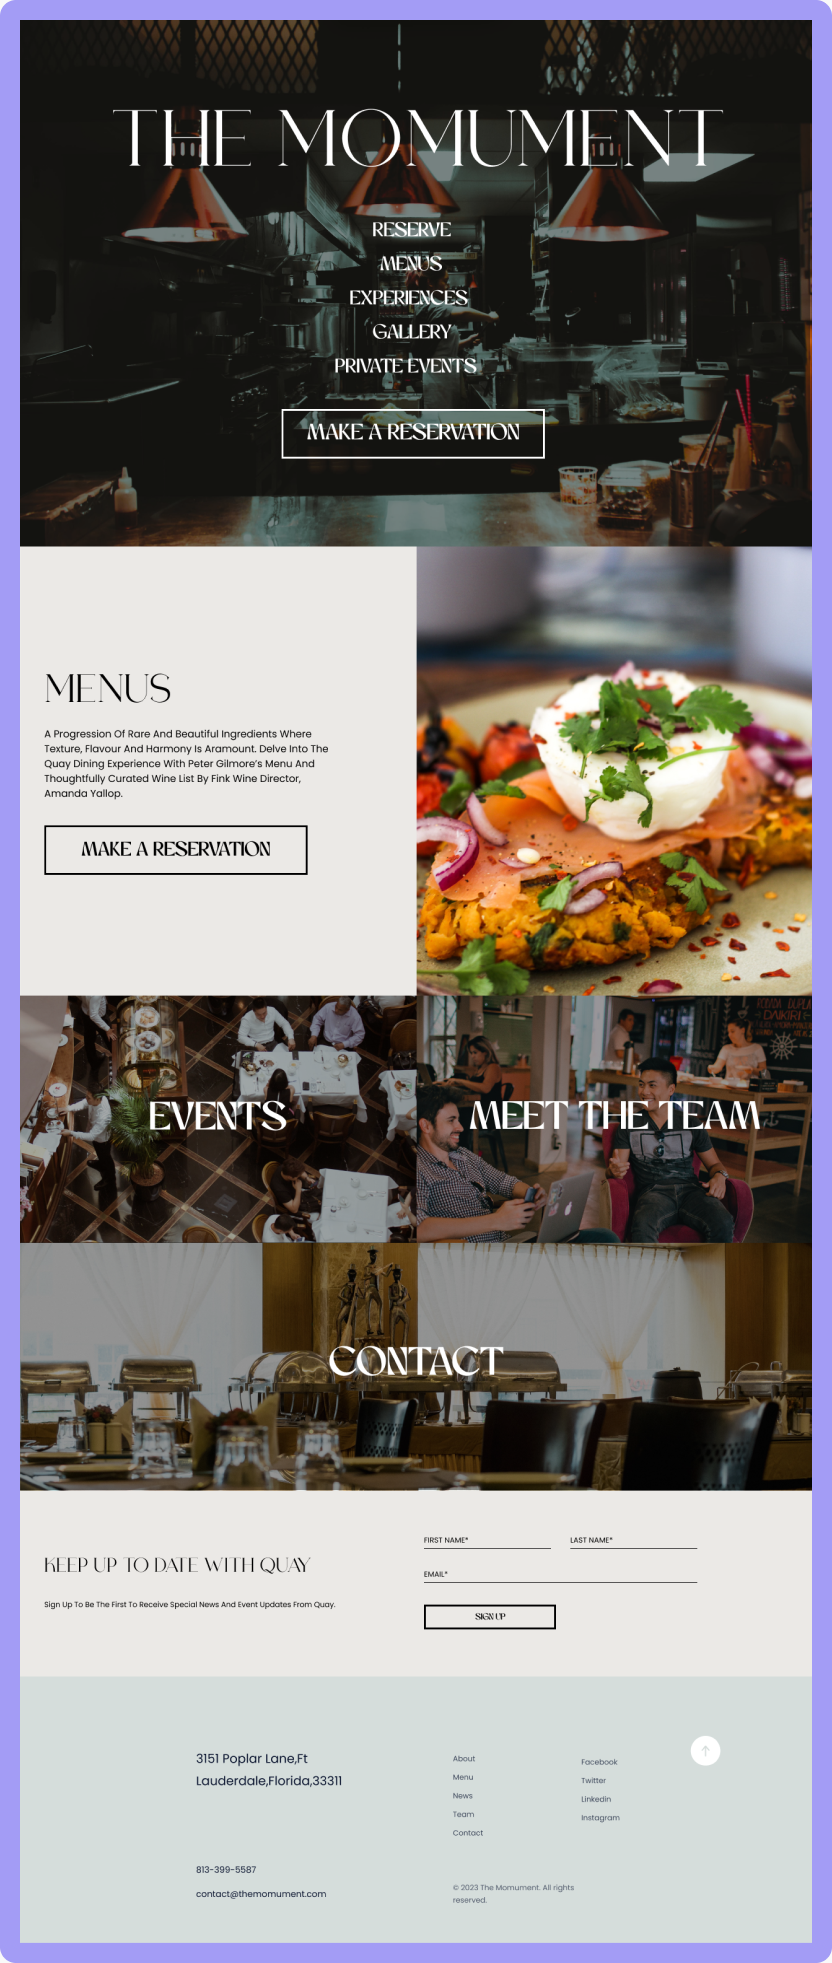 THE MOMUMENT
RESERVE
MENUS
EXPERIENCES
GALLERY
PRIVATE EVENTS
MAKE A RESERVATION
MENUS
A Progression Of Rare And Beautiful Ingredients Where
Texture, Flavour And Harmony Is Aramount. Delve Into The
Quay Dining Experience With Peter Gilmore's Menu And
Thoughtfully Curated Wine List By Fink Wine Director,
Amanda Yallop.
MAKE A RESERVATION
DAIKIRI
EVENTS
MEET THE TEAM
CONTACT
KEEP UP TO DATE WITH QUAY
Sign Up To Be The First To Receive Special News And Event Updates From Quay.
FIRST NAME*
LAST NAME*
EMAIL*
SIGN UP
3151 Poplar Lane,Ft
Lauderdale,Florida,33311
813-399-5587
contact@themomument.com
About
Menu
News
Team
Contact
Facebook
Twitter
Linkedin
Instagram
© 2023 The Momument. All rights
reserved.